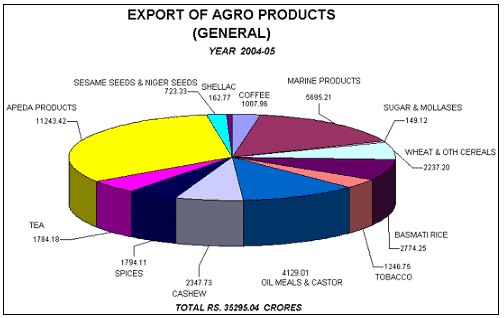 EXPORT OF AGRO PRODUCTS
(GENERAL)
YEAR 2004-05
SESAME SEEDS & NIGER SEEDS
723.33
SHELLAC
162.77
COFFEE
1007.96
MARINE PRODUCTS
5695.21
SUGAR & MOLLASES
149.12
WHEAT & OTH CEREALS
2237.20
BASMATI RICE
2774.25
TOBACCO
1246.75
OIL MEALS & CASTOR
4129.01
CASHEW
2347.73
SPICES
1794.11
TEA
1784.18
APEDA PRODUCTS
11243.42
TOTAL RS. 35295.04 CRORES